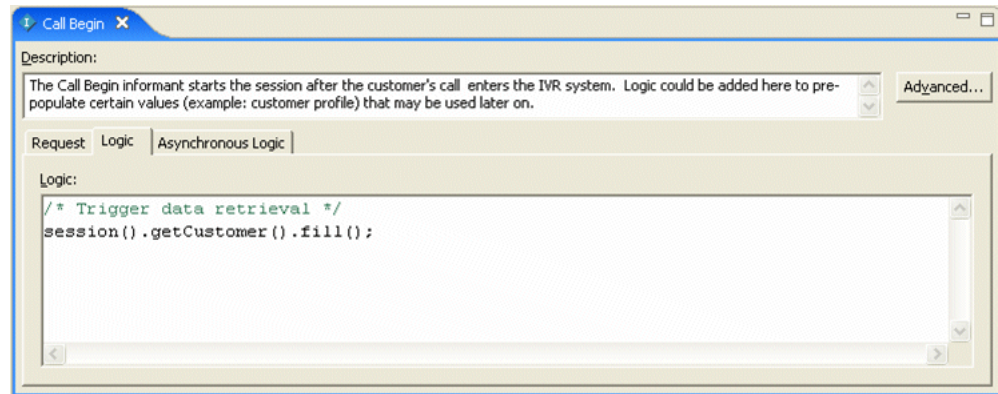 Call Begin
Description:
The Call Begin informant starts the session after the customer's call enters the IVR system. Logic could be added here to pre-
populate certain values (example: customer profile) that may be used later on.
Advanced...
Request Logic Asynchronous Logic
Logic:
/* Trigger data retrieval */
session().getCustomer().fill();